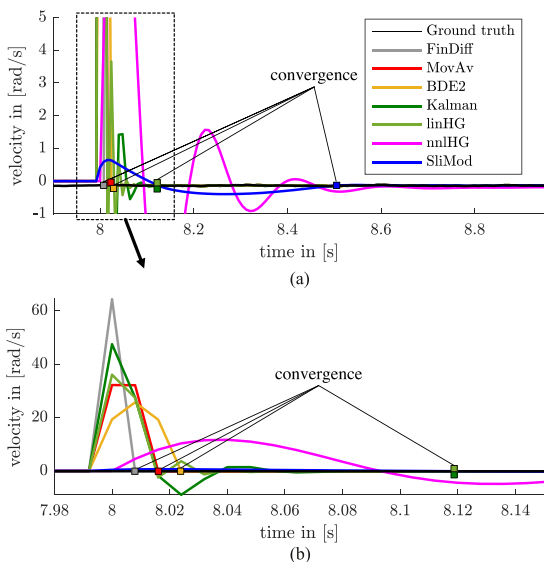 5
4
3
2
1
0
-1
velocity in [rad/s]
8
8.2
8.4
8.6
8.8
time in [s]
convergence
Ground truth
FinDiff
MovAv
BDE2
Kalman
linHG
nnlHG
SliMod
(a)
60
40
20
0
velocity in [rad/s]
convergence
7.98
8
8.02
8.04
8.06
8.08
8.1
8.12
8.14
time in [s]
(b)